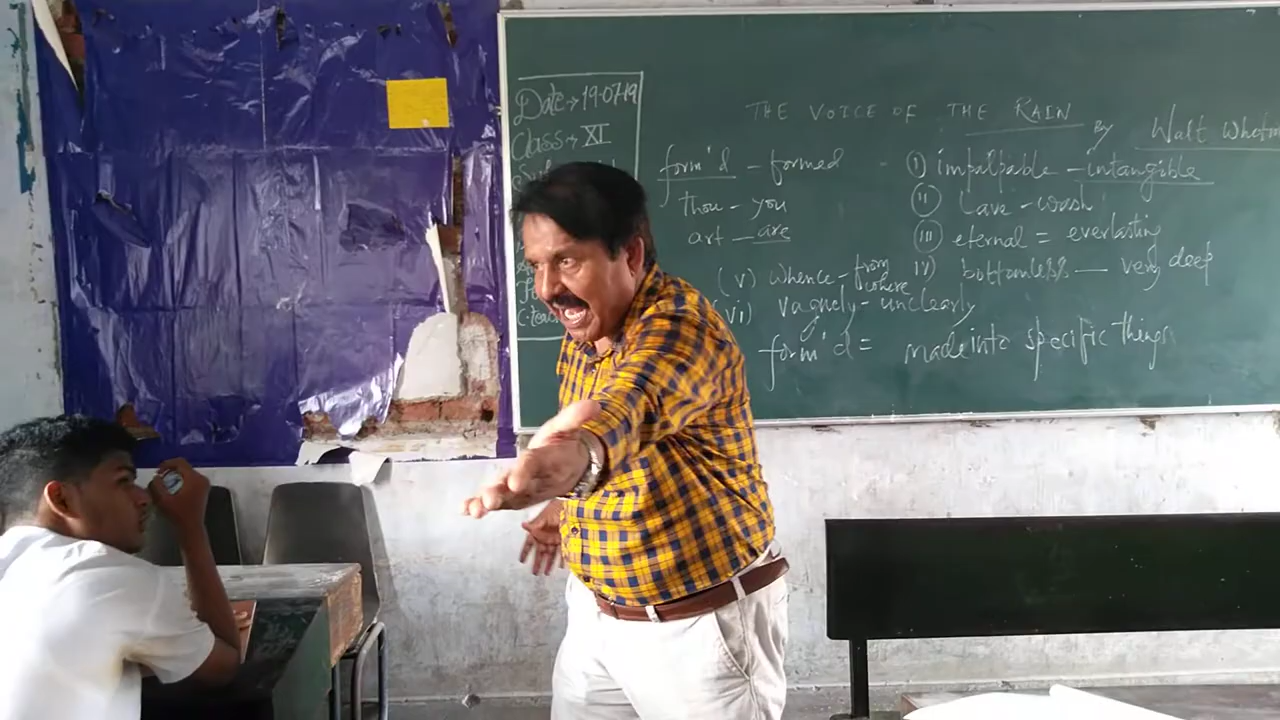 Date → 19-07-19
Class → XI
THE VOICE OF THE RAIN
By Walt Whitman
form'd - formed
thou - you
art - are
(i) impalpable - intangible
(ii) Lave - wash
(iii) eternal = everlasting
iv) bottomless - very deep
(v) whence - from where
vi) vaguely - unclearly
form'd = made into specific things